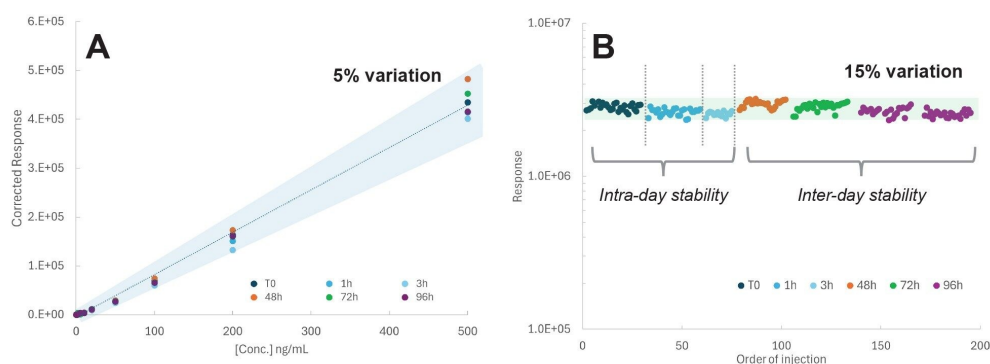 A
5% variation
Corrected Response
6.E+05
5.E+05
4.E+05
3.E+05
2.E+05
1.E+05
0.E+00
0
100
200
300
400
500
[Conc.] ng/mL
T0
1h
3h
48h
72h
96h
B
15% variation
Response
1.0E+07
1.0E+06
1.0E+05
Intra-day stability
Inter-day stability
T0
1h
3h
48h
72h
96h
0
50
100
150
200
Order of injection